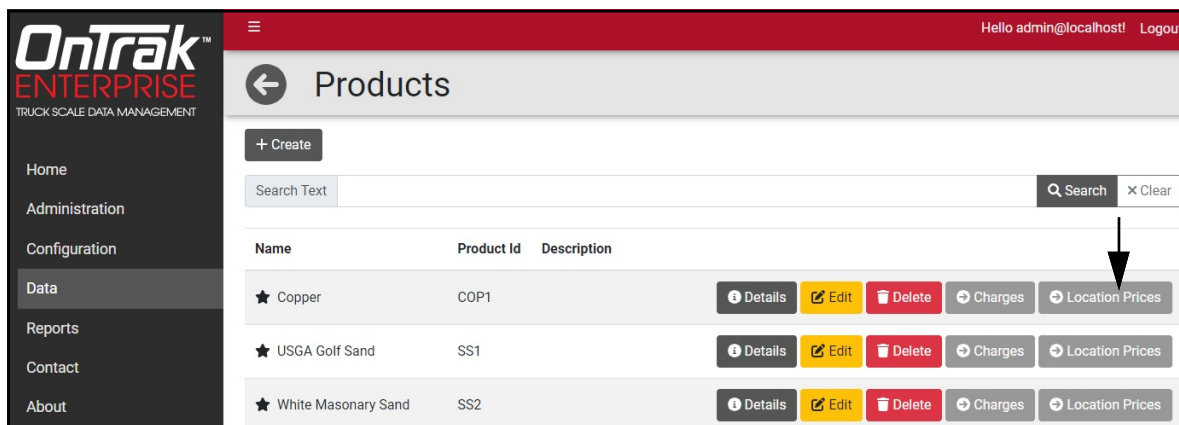 OnTrak™
ENTERPRISE
TRUCK SCALE DATA MANAGEMENT
Hello admin@localhost! Logout
Products
+ Create
Home
Search Text Search × Clear
Administration
Configuration
Name Product Id Description
Data
Copper COP1 Details Edit Delete Charges Location Prices
Reports
USGA Golf Sand SS1 Details Edit Delete Charges Location Prices
Contact
About
White Masonary Sand SS2 Details Edit Delete Charges Location Prices